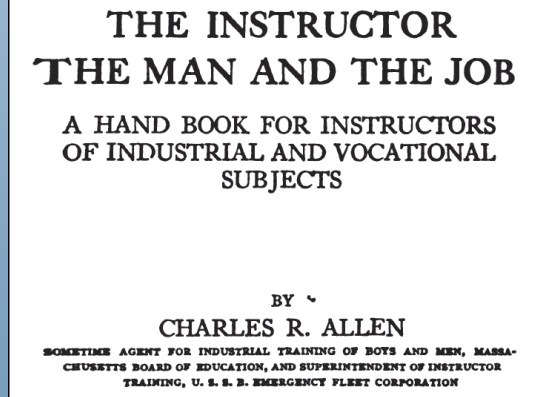 THE INSTRUCTOR
THE MAN AND THE JOB
A HAND BOOK FOR INSTRUCTORS
OF INDUSTRIAL AND VOCATIONAL
SUBJECTS
BY
CHARLES R. ALLEN
SOMETIME AGENT FOR INDUSTRIAL TRAINING OF BOYS AND MEN, MASSA-
CHUSETTS BOARD OF EDUCATION, AND SUPERINTENDENT OF INSTRUCTOR
TRAINING, U. S. S. B. EMERGENCY FLEET CORPORATION